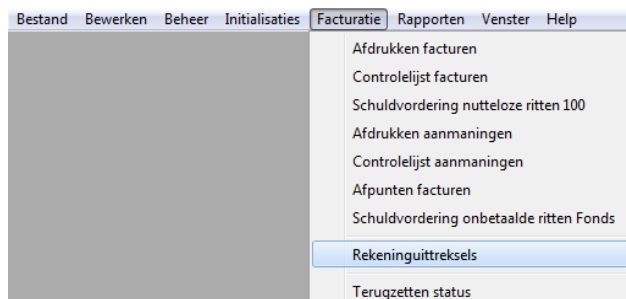 Bestand Bewerken Beheer Initialisaties Facturatie Rapporten Venster Help
Afdrukken facturen
Controlelijst facturen
Schuldvordering nutteloze ritten 100
Afdrukken aanmaningen
Controlelijst aanmaningen
Afpunten facturen
Schuldvordering onbetaalde ritten Fonds
Rekeninguittreksels
Terugzetten status